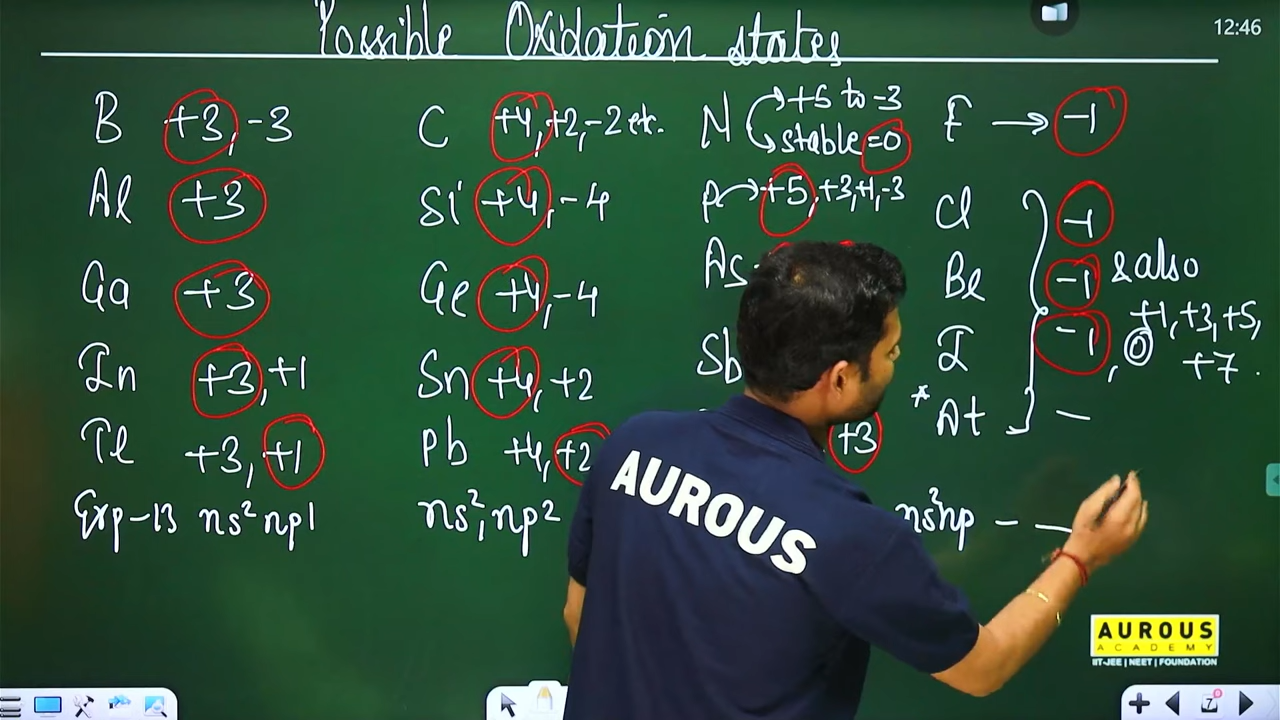 Possible Oxidation states
12:46
B +3, -3
Al +3
Ga +3
In +3, +1
Tl +3, +1
Grp-13 ns² np1
C +4, +2, -2 etc.
Si +4, -4
Ge +4, -4
Sn +4, +2
Pb +4, +2
ns², np²
N +5 to -3
stable = 0
P +5, +3, +1, -3
As
Sb
+3
F → -1
Cl -1
Be -1
I -1
*At -
& also
+1, +3, +5,
, 0 +7.
ns²np - -
AUROUS
AUROUS
ACADEMY
IIT-JEE | NEET | FOUNDATION
7